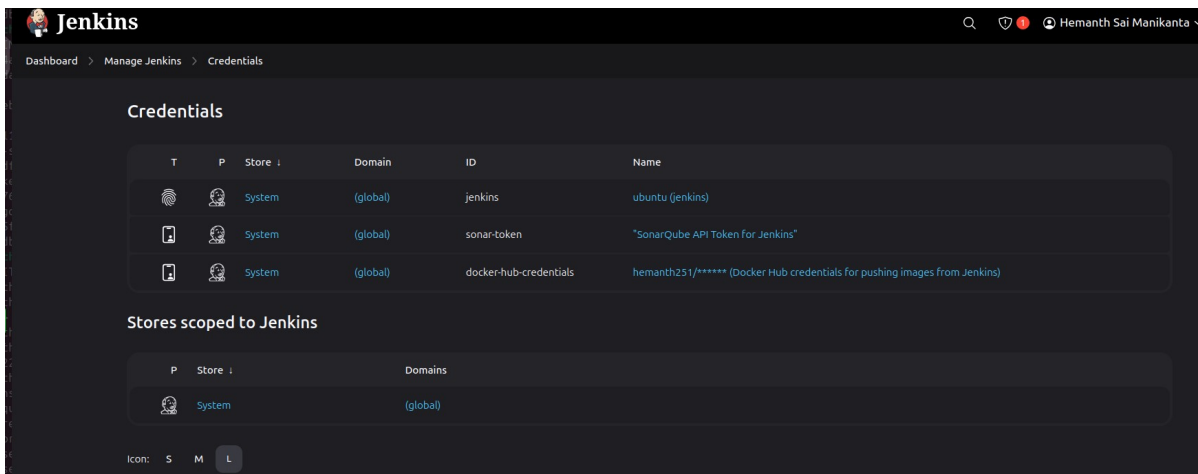 Jenkins
1
Hemanth Sai Manikanta
Dashboard > Manage Jenkins > Credentials
Credentials
T P Store ↓ Domain ID Name
System (global) jenkins ubuntu (jenkins)
System (global) sonar-token "SonarQube API Token for Jenkins"
System (global) docker-hub-credentials hemanth251/****** (Docker Hub credentials for pushing images from Jenkins)
Stores scoped to Jenkins
P Store ↓ Domains
System (global)
Icon: S M L